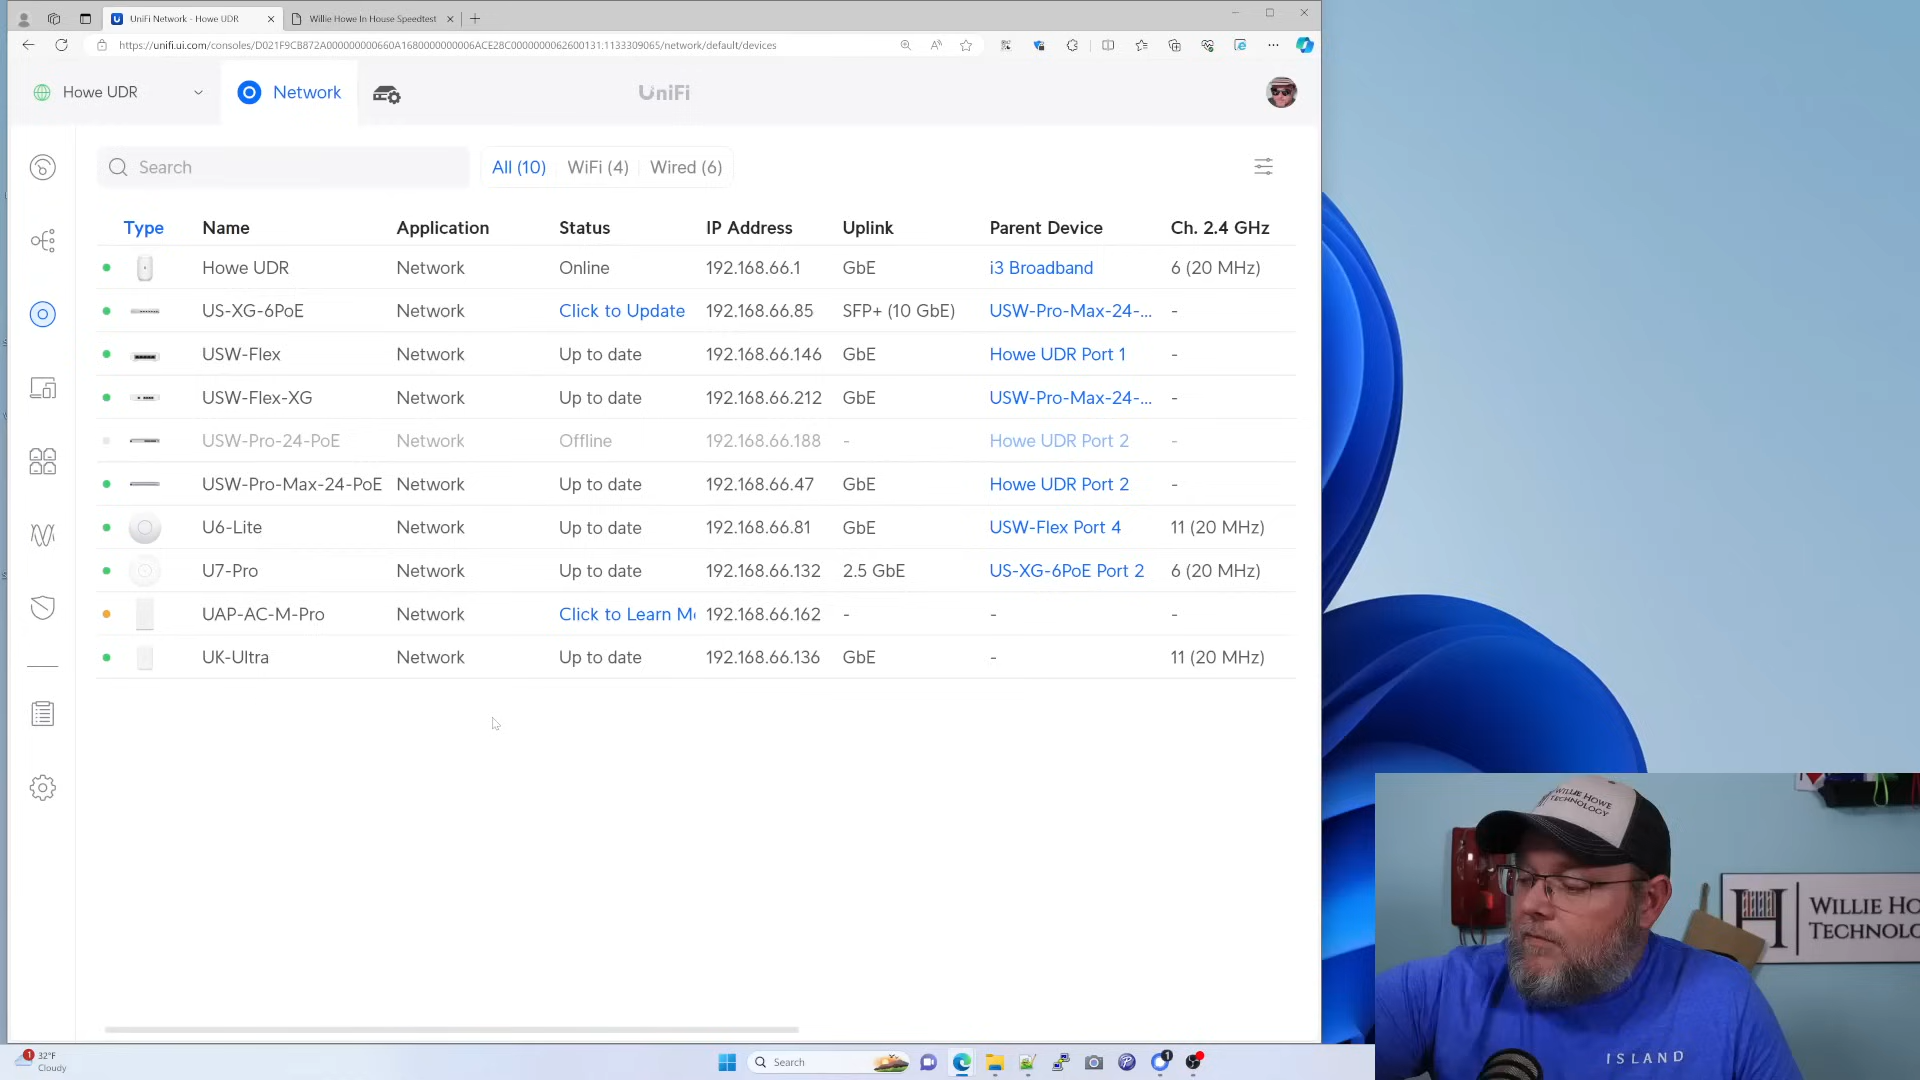 UniFi Network - Howe UDR
Willie Howe In House Speedtest
https://unifi.ui.com/consoles/D021F9CB872A000000000660A1680000000006ACE28C0000000062600131:1133309065/network/default/devices
Howe UDR
Network
UniFi
Search
All (10)
WiFi (4)
Wired (6)
Type Name Application Status IP Address Uplink Parent Device Ch. 2.4 GHz
Howe UDR Network Online 192.168.66.1 GbE i3 Broadband 6 (20 MHz)
US-XG-6PoE Network Click to Update 192.168.66.85 SFP+ (10 GbE) USW-Pro-Max-24-... -
USW-Flex Network Up to date 192.168.66.146 GbE Howe UDR Port 1 -
USW-Flex-XG Network Up to date 192.168.66.212 GbE USW-Pro-Max-24-... -
USW-Pro-24-PoE Network Offline 192.168.66.188 - Howe UDR Port 2 -
USW-Pro-Max-24-PoE Network Up to date 192.168.66.47 GbE Howe UDR Port 2 -
U6-Lite Network Up to date 192.168.66.81 GbE USW-Flex Port 4 11 (20 MHz)
U7-Pro Network Up to date 192.168.66.132 2.5 GbE US-XG-6PoE Port 2 6 (20 MHz)
UAP-AC-M-Pro Network Click to Learn M 192.168.66.162 - - -
UK-Ultra Network Up to date 192.168.66.136 GbE - 11 (20 MHz)
WILLIE HOWE
TECHNOLOGY
WILLIE HO
TECHNOLO
ISLAND
1
32°F
Cloudy
Search
1